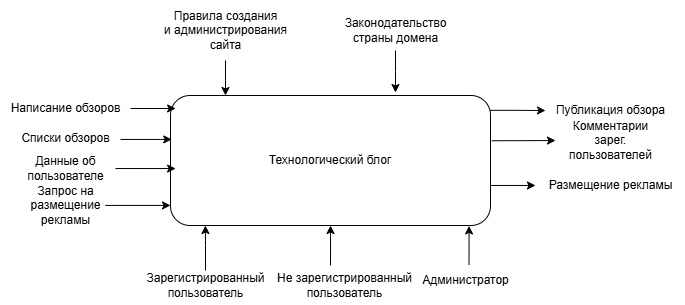 Правила создания
и администрирования
сайта
Законодательство
страны домена
Написание обзоров
Списки обзоров
Данные об
пользователе
Запрос на
размещение
рекламы
Технологический блог
Публикация обзора
Комментарии
зарег.
пользователей
Размещение рекламы
Зарегистрированный
пользователь
Не зарегистрированный
пользователь
Администратор